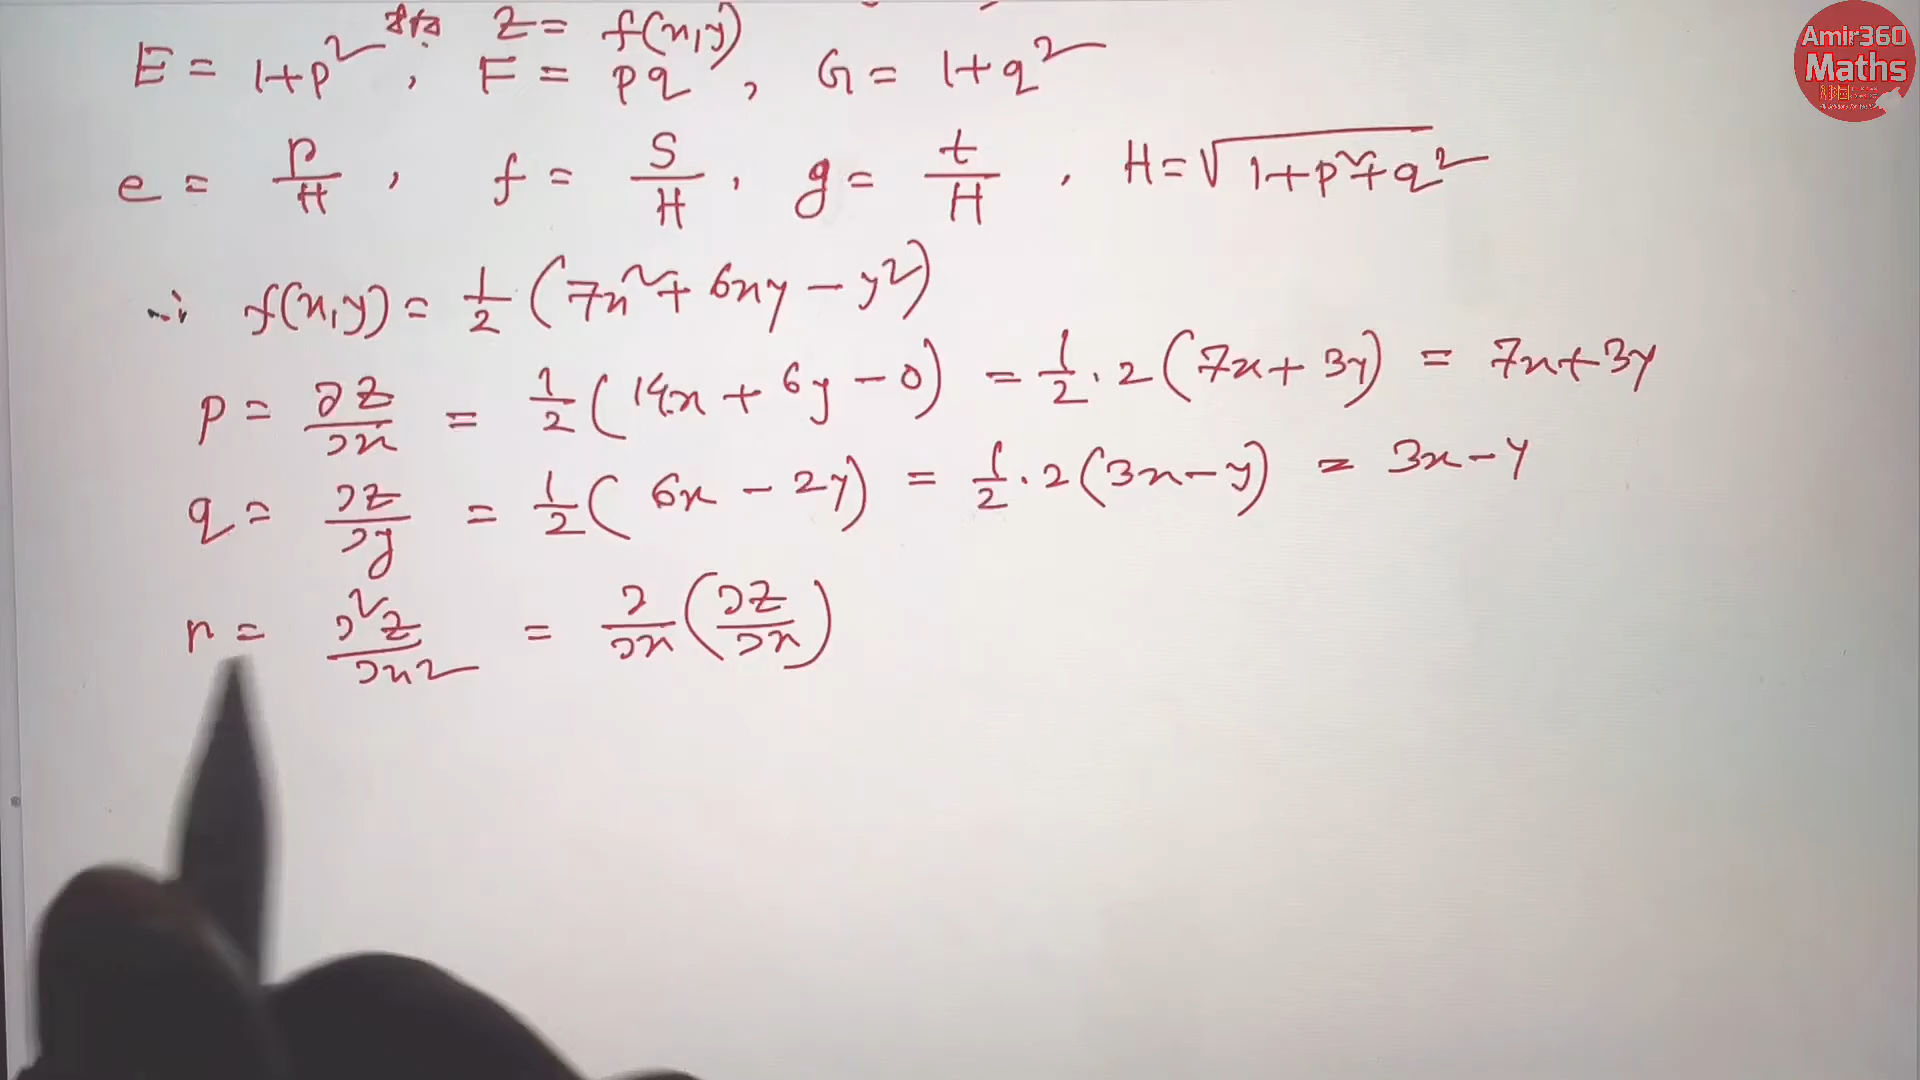 হয় Z = f(x,y)
E = 1+p², F = pq, G = 1+q²
e = r/H, f = S/H, g = t/H, H = √(1+p²+q²)
∴ f(x,y) = 1/2 (7x² + 6xy – y²)
p = ∂Z/∂x = 1/2 (14x + 6y – 0) = 1/2 . 2 (7x + 3y) = 7x+3y
q = ∂z/∂y = 1/2 (6x – 2y) = 1/2 . 2 (3x – y) = 3x – y
r = ∂²z/∂x² = ∂/∂x (∂Z/∂x)
Amir360
Maths